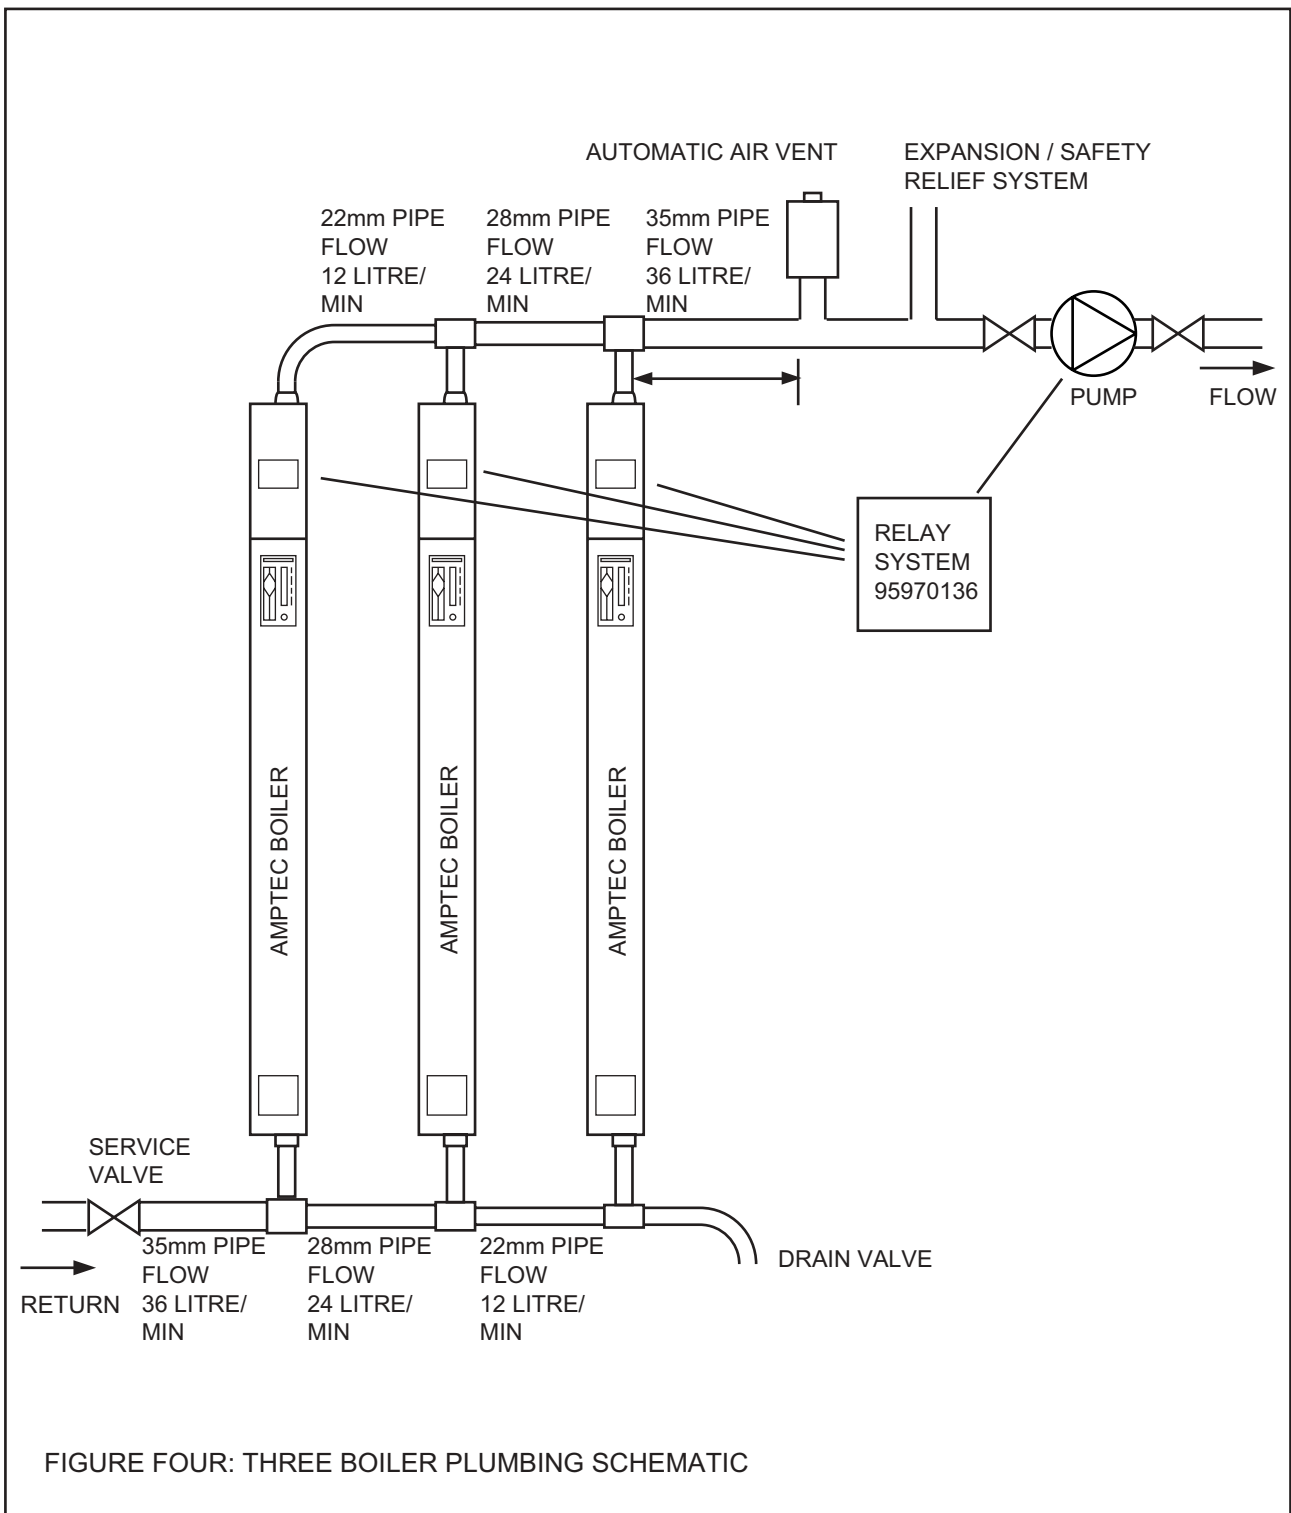 AUTOMATIC AIR VENT
EXPANSION / SAFETY
RELIEF SYSTEM
22mm PIPE
FLOW
12 LITRE/
MIN
28mm PIPE
FLOW
24 LITRE/
MIN
35mm PIPE
FLOW
36 LITRE/
MIN
PUMP
FLOW
RELAY
SYSTEM
95970136
AMPTEC BOILER
AMPTEC BOILER
AMPTEC BOILER
SERVICE
VALVE
RETURN
35mm PIPE
FLOW
36 LITRE/
MIN
28mm PIPE
FLOW
24 LITRE/
MIN
22mm PIPE
FLOW
12 LITRE/
MIN
DRAIN VALVE
FIGURE FOUR: THREE BOILER PLUMBING SCHEMATIC